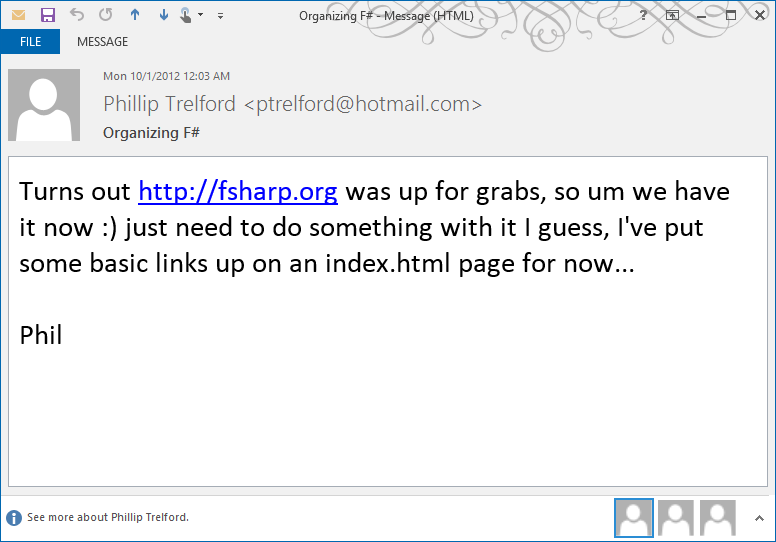 Organizing F# - Message (HTML)
?
FILE MESSAGE
Mon 10/1/2012 12:03 AM
Phillip Trelford <ptrelford@hotmail.com>
Organizing F#
Turns out http://fsharp.org was up for grabs, so um we have
it now :) just need to do something with it I guess, I've put
some basic links up on an index.html page for now...
Phil
See more about Phillip Trelford.